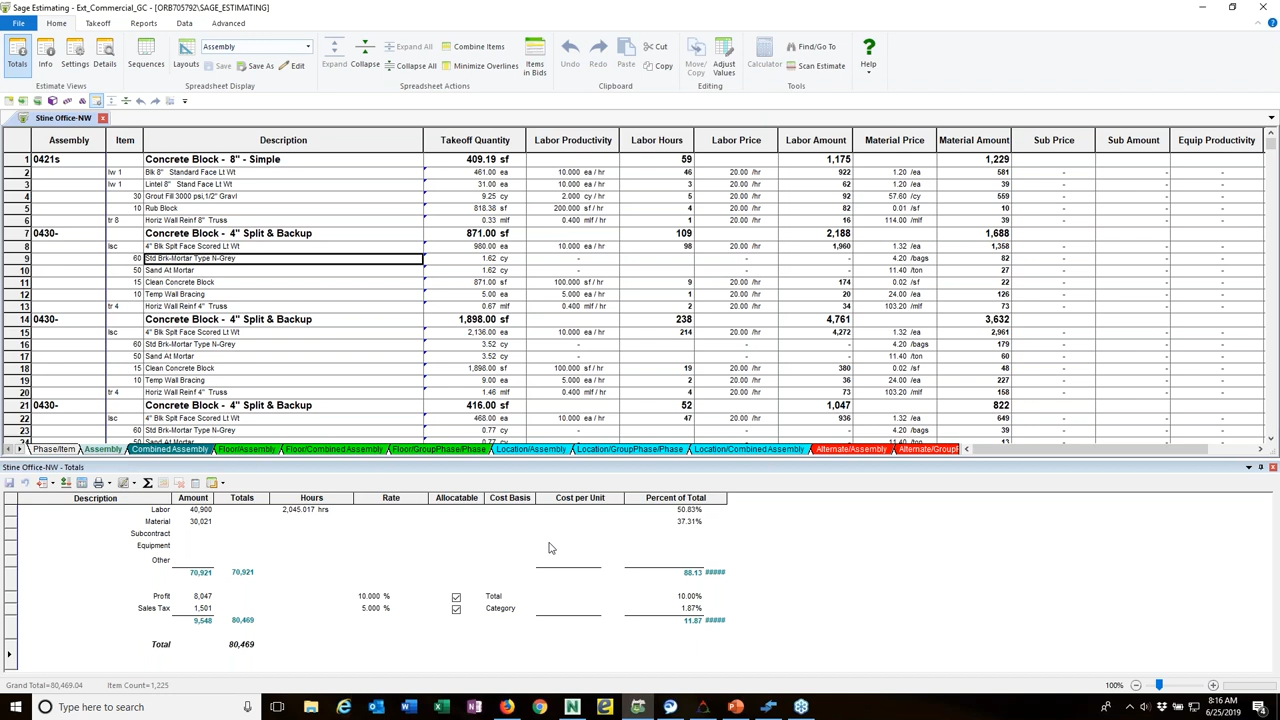 Sage Estimating - Ext_Commercial_GC - [ORB705792\SAGE_ESTIMATING]
File Home Takeoff Reports Data Advanced
Totals Info Settings Details Sequences Layouts Assembly Save Save As Edit
Expand Collapse Expand All Collapse All Combine Items Minimize Overlines Items in Bids
Undo Redo Paste Cut Copy Move/Copy Adjust Values Calculator Find/Go To Scan Estimate Help
Estimate Views Spreadsheet Display Spreadsheet Actions Clipboard Editing Tools
Stine Office-NW
Assembly Item Description Takeoff Quantity Labor Productivity Labor Hours Labor Price Labor Amount Material Price Material Amount Sub Price Sub Amount Equip Productivity
1 0421s Concrete Block - 8" - Simple 409.19 sf 59 1,175 1,229
2 lw 1 Blk 8" Standard Face Lt Wt 461.00 ea 10.000 ea / hr 46 20.00 /hr 922 1.20 /ea 581 - - -
3 lw 1 Lintel 8" Stand Face Lt Wt 31.00 ea 10.000 ea / hr 3 20.00 /hr 62 1.20 /ea 39 - - -
4 30 Grout Fill 3000 psi,1/2" Gravl 9.25 cy 2.000 cy / hr 5 20.00 /hr 92 57.60 /cy 559 - - -
5 10 Rub Block 818.38 sf 200.000 sf / hr 4 20.00 /hr 82 0.01 /sf 10 - - -
6 tr 8 Horiz Wall Reinf 8" Truss 0.33 mlf 0.400 mlf / hr 1 20.00 /hr 16 114.00 /mlf 39 - - -
7 0430- Concrete Block - 4" Split & Backup 871.00 sf 109 2,188 1,688
8 lsc 4" Blk Splt Face Scored Lt Wt 980.00 ea 10.000 ea / hr 98 20.00 /hr 1,960 1.32 /ea 1,358 - - -
9 60 Std Brk-Mortar Type N-Grey 1.62 cy - - - 4.20 /bags 82 - - -
10 50 Sand At Mortar 1.62 cy - - - 11.40 /ton 27 - - -
11 15 Clean Concrete Block 871.00 sf 100.000 sf / hr 9 20.00 /hr 174 0.02 /sf 22 - - -
12 10 Temp Wall Bracing 5.00 ea 5.000 ea / hr 1 20.00 /hr 20 24.00 /ea 126 - - -
13 tr 4 Horiz Wall Reinf 4" Truss 0.67 mlf 0.400 mlf / hr 2 20.00 /hr 34 103.20 /mlf 73 - - -
14 0430- Concrete Block - 4" Split & Backup 1,898.00 sf 238 4,761 3,632
15 lsc 4" Blk Splt Face Scored Lt Wt 2,136.00 ea 10.000 ea / hr 214 20.00 /hr 4,272 1.32 /ea 2,961 - - -
16 60 Std Brk-Mortar Type N-Grey 3.52 cy - - - 4.20 /bags 179 - - -
17 50 Sand At Mortar 3.52 cy - - - 11.40 /ton 60 - - -
18 15 Clean Concrete Block 1,898.00 sf 100.000 sf / hr 19 20.00 /hr 380 0.02 /sf 48 - - -
19 10 Temp Wall Bracing 9.00 ea 5.000 ea / hr 2 20.00 /hr 36 24.00 /ea 227 - - -
20 tr 4 Horiz Wall Reinf 4" Truss 1.46 mlf 0.400 mlf / hr 4 20.00 /hr 73 103.20 /mlf 158 - - -
21 0430- Concrete Block - 4" Split & Backup 416.00 sf 52 1,047 822
22 lsc 4" Blk Splt Face Scored Lt Wt 468.00 ea 10.000 ea / hr 47 20.00 /hr 936 1.32 /ea 649 - - -
23 60 Std Brk-Mortar Type N-Grey 0.77 cy - - - 4.20 /bags 39 - - -
24 50 Sand At Mortar 0.77 cy 11.40 /ton 13
Phase/Item Assembly Combined Assembly Floor/Assembly Floor/Combined Assembly Floor/GroupPhase/Phase Location/Assembly Location/GroupPhase/Phase Location/Combined Assembly Alternate/Assembly Alternate/Groupf
Stine Office-NW - Totals
Description Amount Totals Hours Rate Allocatable Cost Basis Cost per Unit Percent of Total
Labor 40,900 2,045.017 hrs 50.83%
Material 30,021 37.31%
Subcontract
Equipment
Other
70,921 70,921 88.13 #####
Profit 8,047 10.000 % Total 10.00%
Sales Tax 1,501 5.000 % Category 1.87%
9,548 80,469 11.87 #####
Total 80,469
Grand Total=80,469.04 Item Count=1,225 100%
Type here to search
8:16 AM
6/25/2019